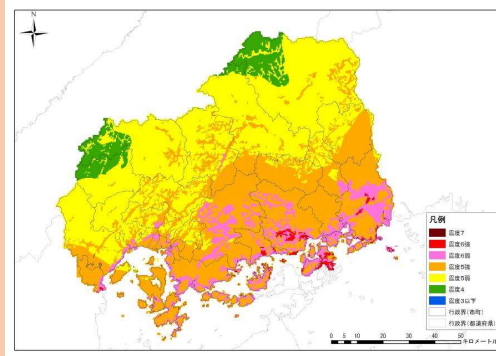 N
凡例
震度7
震度6強
震度6弱
震度5強
震度5弱
震度4
震度3以下
行政界(市町)
行政界(都道府県)
0 5 10 20 30 40 50
キロメートル